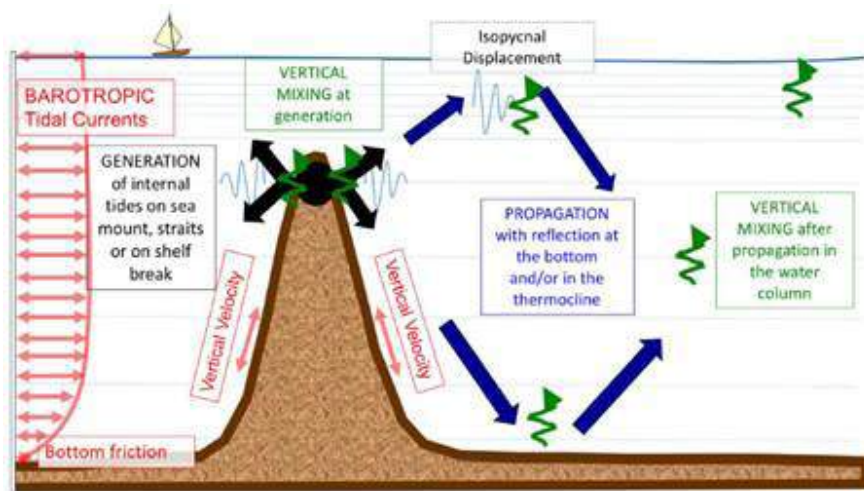 BAROTROPIC
Tidal Currents
GENERATION
of internal
tides on sea
mount, straits
or on shelf
break
Bottom friction
VERTICAL
MIXING at
generation
Vertical Velocity
Vertical Velocity
Isopycnal
Displacement
PROPAGATION
with reflection at
the bottom
and/or in the
thermocline
VERTICAL
MIXING after
propagation in
the water
column